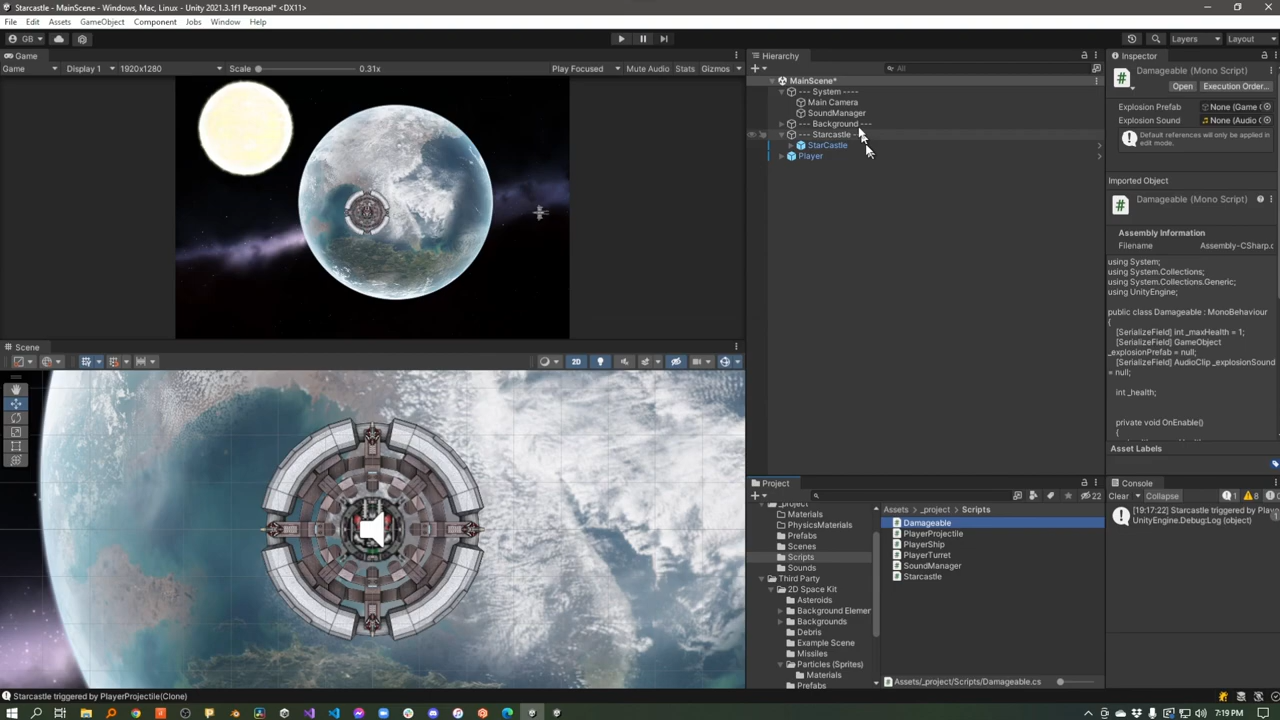 Starcastle - MainScene - Windows, Mac, Linux - Unity 2021.3.1f1 Personal* <DX11>
File Edit Assets GameObject Component Jobs Window Help
GB
Layers Layout
Game
Game Display 1 1920x1280 Scale 0.31x Play Focused Mute Audio Stats Gizmos
Scene
2D
Hierarchy
All
MainScene*
--- System ----
Main Camera
SoundManager
--- Background ---
--- Starcastle -
StarCastle
Player
Inspector
Damageable (Mono Script)
Open Execution Order...
Explosion Prefab None (Game
Explosion Sound None (Audio
Default references will only be applied in
edit mode.
Imported Object
Damageable (Mono Script)
Assembly Information
Filename Assembly-CSharp.
using System;
using System.Collections;
using System.Collections.Generic;
using UnityEngine;
public class Damageable : MonoBehaviour
{
[SerializeField] int _maxHealth = 1;
[SerializeField] GameObject
_explosionPrefab = null;
[SerializeField] AudioClip _explosionSound
= null;
int _health;
private void OnEnable()
{
Asset Labels
Project
22
_project
Materials
PhysicsMaterials
Prefabs
Scenes
Scripts
Sounds
Third Party
2D Space Kit
Asteroids
Background Elemer
Backgrounds
Debris
Example Scene
Missiles
Particles (Sprites)
Materials
Prefabs
Assets › _project › Scripts
Damageable
PlayerProjectile
PlayerShip
PlayerTurret
SoundManager
Starcastle
Assets/_project/Scripts/Damageable.cs
Console
Clear Collapse 1 8
[19:17:22] Starcastle triggered by Play
UnityEngine.Debug:Log (object)
Starcastle triggered by PlayerProjectile(Clone)
7:19 PM